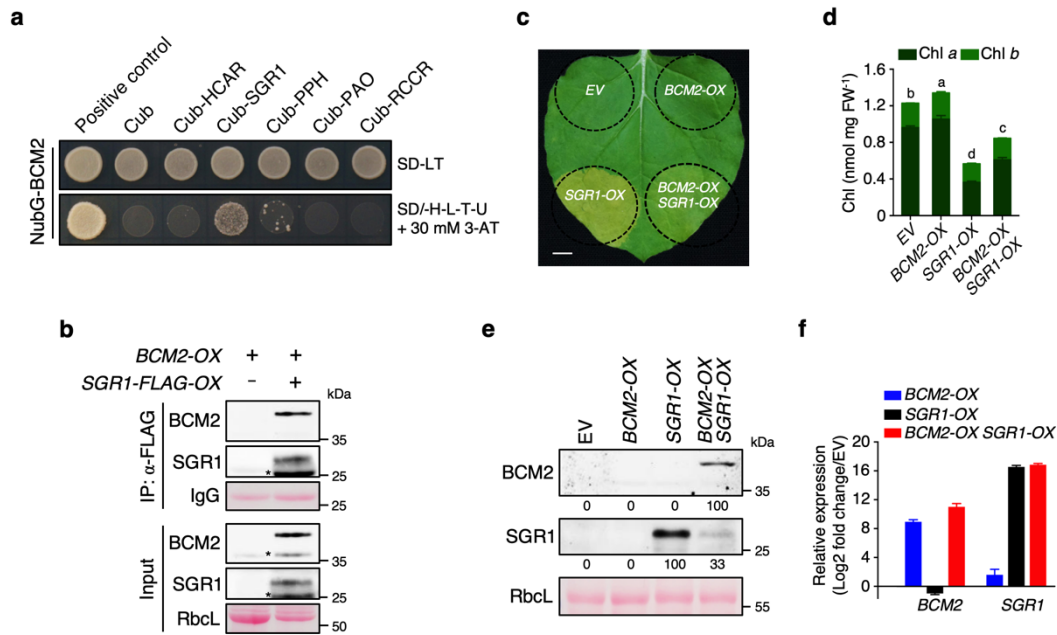 a
Positive control
Cub
Cub-HCAR
Cub-SGR1
Cub-PPH
Cub-PAO
Cub-RCCR
NubG-BCM2
SD-LT
SD/-H-L-T-U
+ 30 mM 3-AT
b
BCM2-OX + +
SGR1-FLAG-OX – +
kDa
IP: α-FLAG
BCM2
35
SGR1
*
25
IgG
25
Input
BCM2
*
35
SGR1
*
25
RbcL
50
c
EV
BCM2-OX
SGR1-OX
BCM2-OX
SGR1-OX
d
Chl a Chl b
Chl (nmol mg FW⁻¹)
1.6
1.2
0.8
0.4
0.0
b
a
d
c
EV
BCM2-OX
SGR1-OX
BCM2-OX
SGR1-OX
e
EV
BCM2-OX
SGR1-OX
BCM2-OX
SGR1-OX
kDa
BCM2
35
0 0 0 100
SGR1
25
0 0 100 33
RbcL
55
f
BCM2-OX
SGR1-OX
BCM2-OX SGR1-OX
Relative expression
(Log2 fold change/EV)
20
16
12
8
4
0
BCM2 SGR1